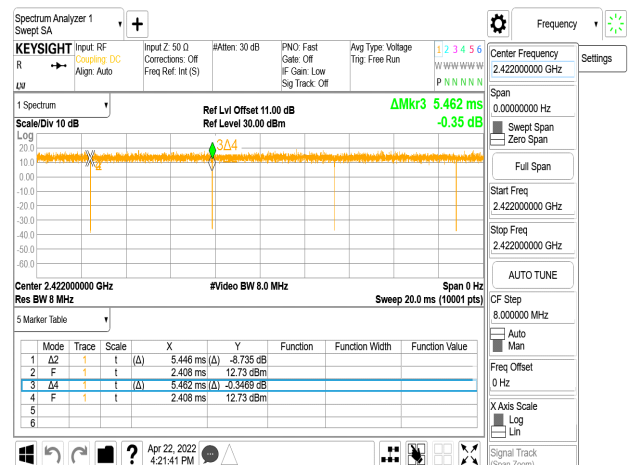 Spectrum Analyzer 1
Swept SA
Frequency
KEYSIGHT
R
LXI
Input: RF
Coupling: DC
Align: Auto
Input Z: 50 Ω
Corrections: Off
Freq Ref: Int (S)
#Atten: 30 dB
PNO: Fast
Gate: Off
IF Gain: Low
Sig Track: Off
Avg Type: Voltage
Trig: Free Run
1 2 3 4 5 6
W W W W W W
P N N N N N
1 Spectrum
Scale/Div 10 dB
Ref Lvl Offset 11.00 dB
Ref Level 30.00 dBm
ΔMkr3 5.462 ms
-0.35 dB
Log
20.0
10.0
0.00
-10.0
-20.0
-30.0
-40.0
-50.0
-60.0
3Δ4
Center 2.422000000 GHz
Res BW 8 MHz
#Video BW 8.0 MHz
Span 0 Hz
Sweep 20.0 ms (10001 pts)
5 Marker Table
Mode Trace Scale X Y Function Function Width Function Value
1 Δ2 1 t (Δ) 5.446 ms (Δ) -8.735 dB
2 F 1 t 2.408 ms 12.73 dBm
3 Δ4 1 t (Δ) 5.462 ms (Δ) -0.3469 dB
4 F 1 t 2.408 ms 12.73 dBm
5
6
?
Apr 22, 2022
4:21:41 PM
Center Frequency
2.422000000 GHz
Settings
Span
0.00000000 Hz
Swept Span
Zero Span
Full Span
Start Freq
2.422000000 GHz
Stop Freq
2.422000000 GHz
AUTO TUNE
CF Step
8.000000 MHz
Auto
Man
Freq Offset
0 Hz
X Axis Scale
Log
Lin
Signal Track
(Span Zoom)